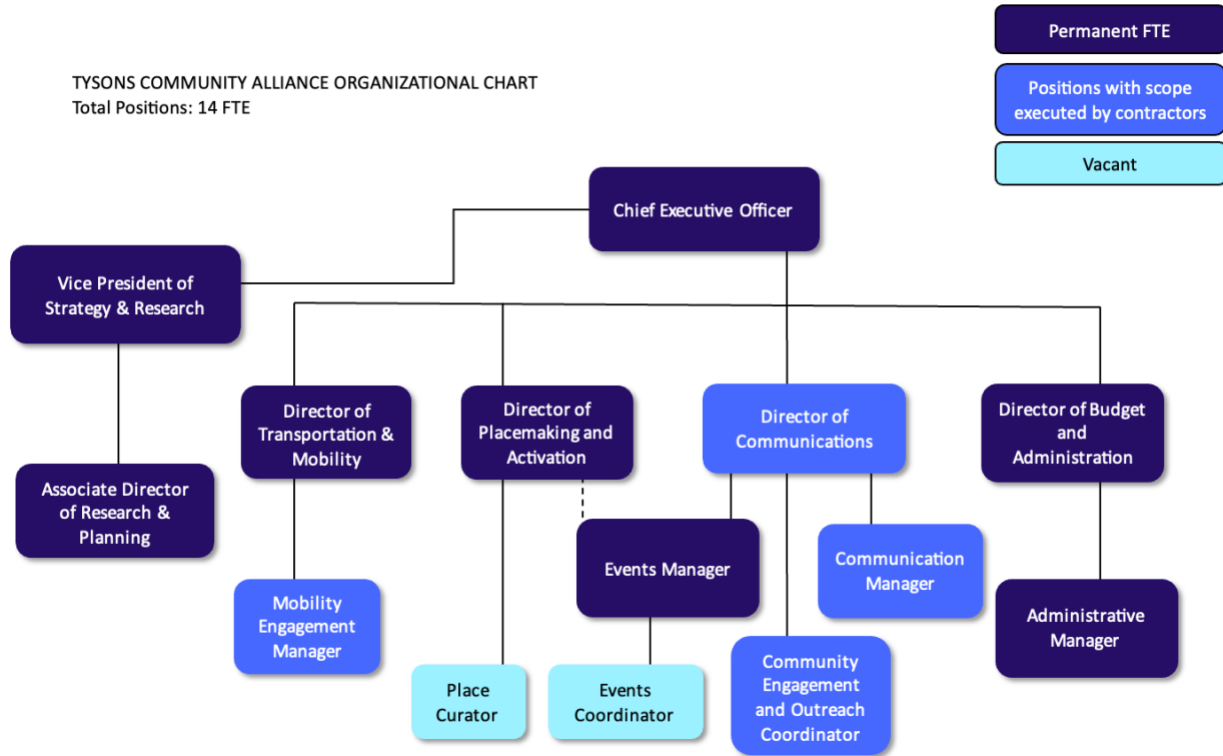 Permanent FTE
TYSONS COMMUNITY ALLIANCE ORGANIZATIONAL CHART
Total Positions: 14 FTE
Positions with scope
executed by contractors
Vacant
Chief Executive Officer
Vice President of
Strategy & Research
Director of
Transportation &
Mobility
Director of
Placemaking and
Activation
Director of
Communications
Director of Budget
and
Administration
Associate Director
of Research &
Planning
Events Manager
Communication
Manager
Mobility
Engagement
Manager
Administrative
Manager
Place
Curator
Events
Coordinator
Community
Engagement
and Outreach
Coordinator